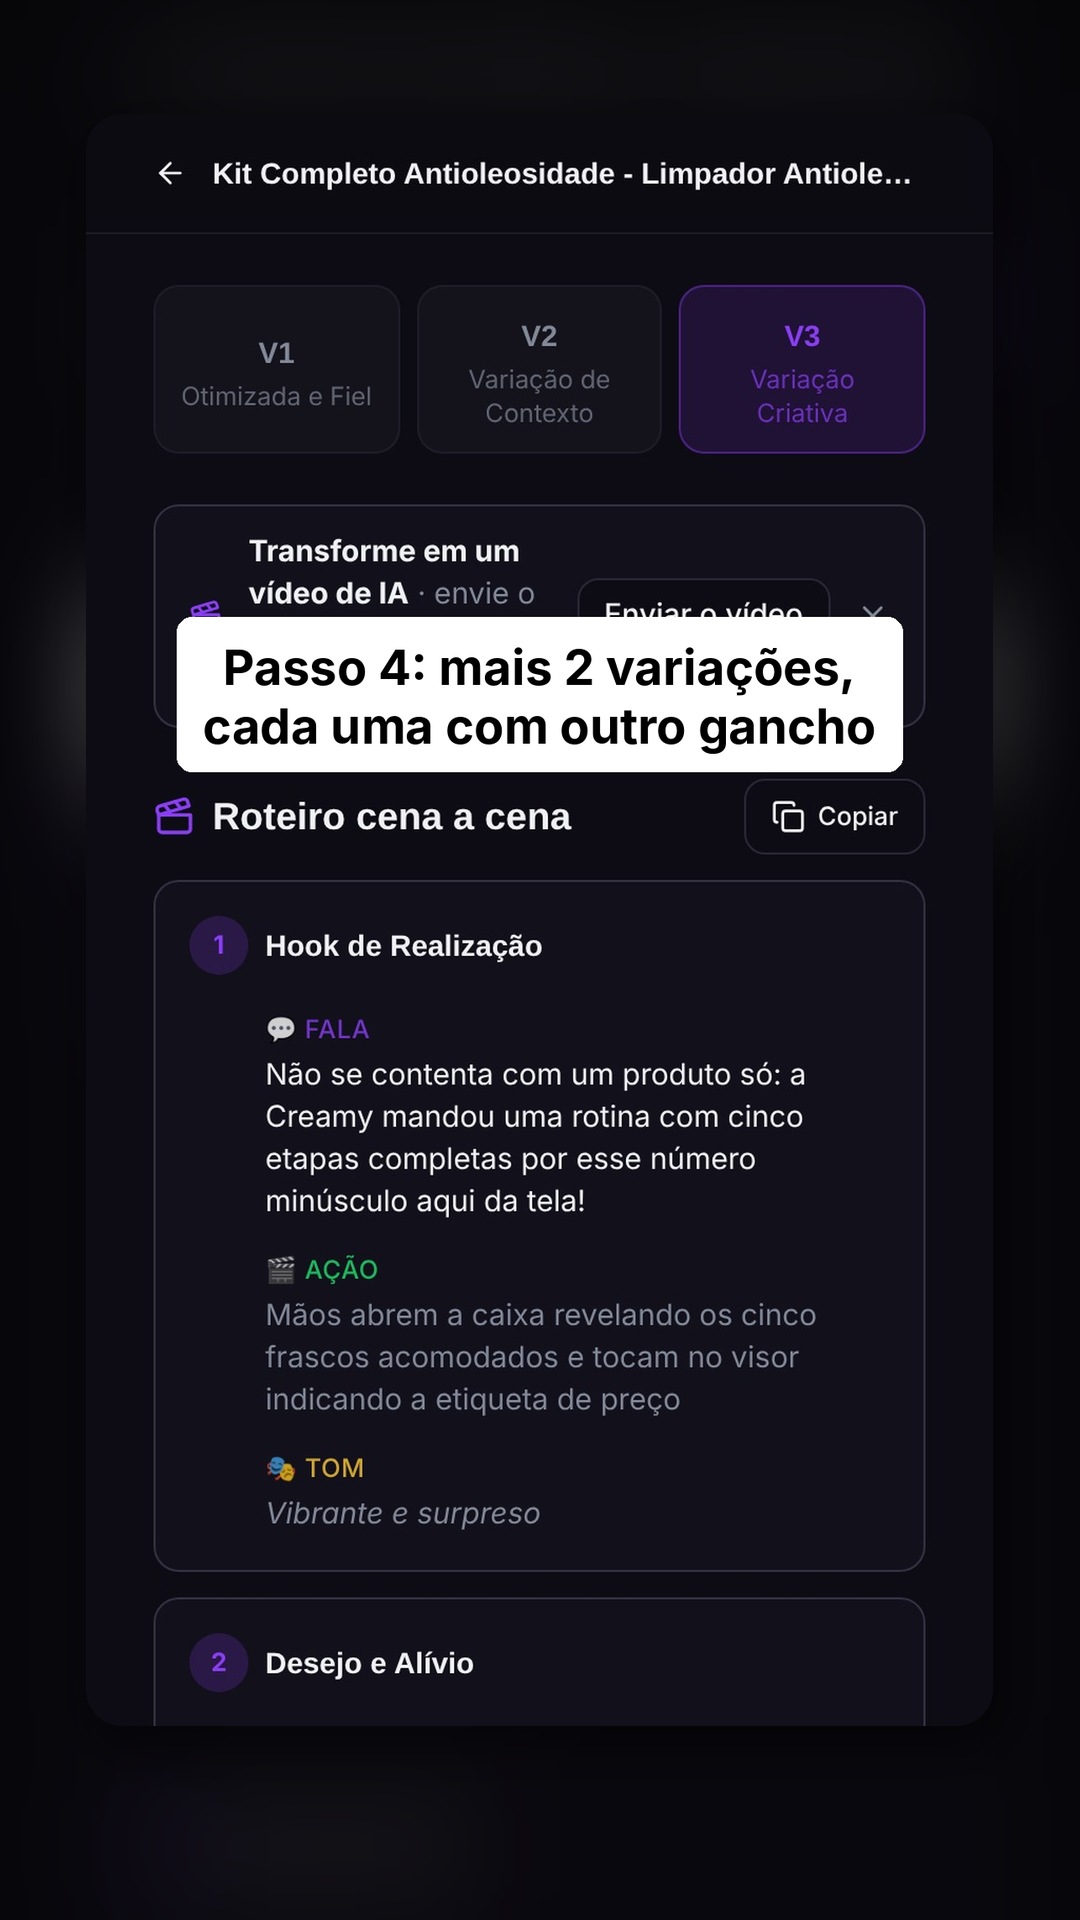 Kit Completo Antioleosidade - Limpador Antiole...
V1
Otimizada e Fiel
V2
Variação de
Contexto
V3
Variação
Criativa
Transforme em um
vídeo de IA · envie o
Enviar o vídeo
Passo 4: mais 2 variações,
cada uma com outro gancho
Roteiro cena a cena
Copiar
1
Hook de Realização
FALA
Não se contenta com um produto só: a
Creamy mandou uma rotina com cinco
etapas completas por esse número
minúsculo aqui da tela!
AÇÃO
Mãos abrem a caixa revelando os cinco
frascos acomodados e tocam no visor
indicando a etiqueta de preço
TOM
Vibrante e surpreso
2
Desejo e Alívio